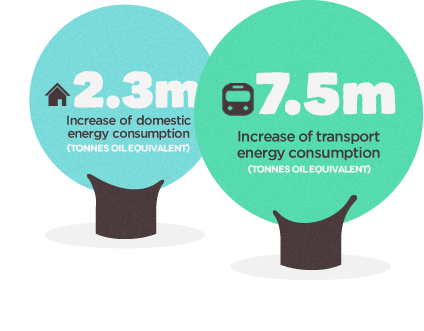 2.3m
Increase of domestic
energy consumption
(TONNES OIL EQUIVALENT)
7.5m
Increase of transport
energy consumption
(TONNES OIL EQUIVALENT)